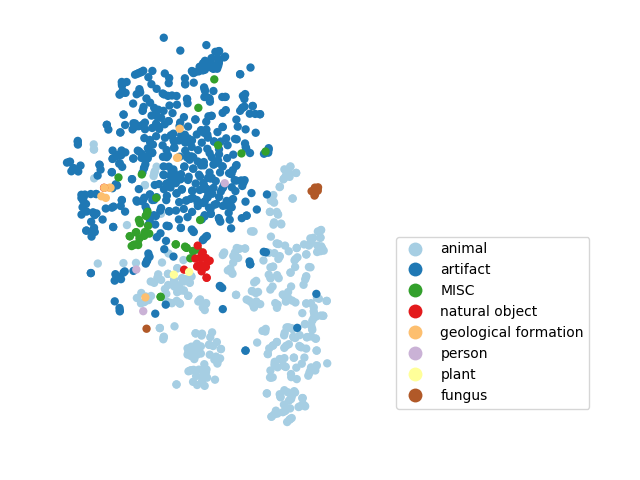 animal
artifact
MISC
natural object
geological formation
person
plant
fungus